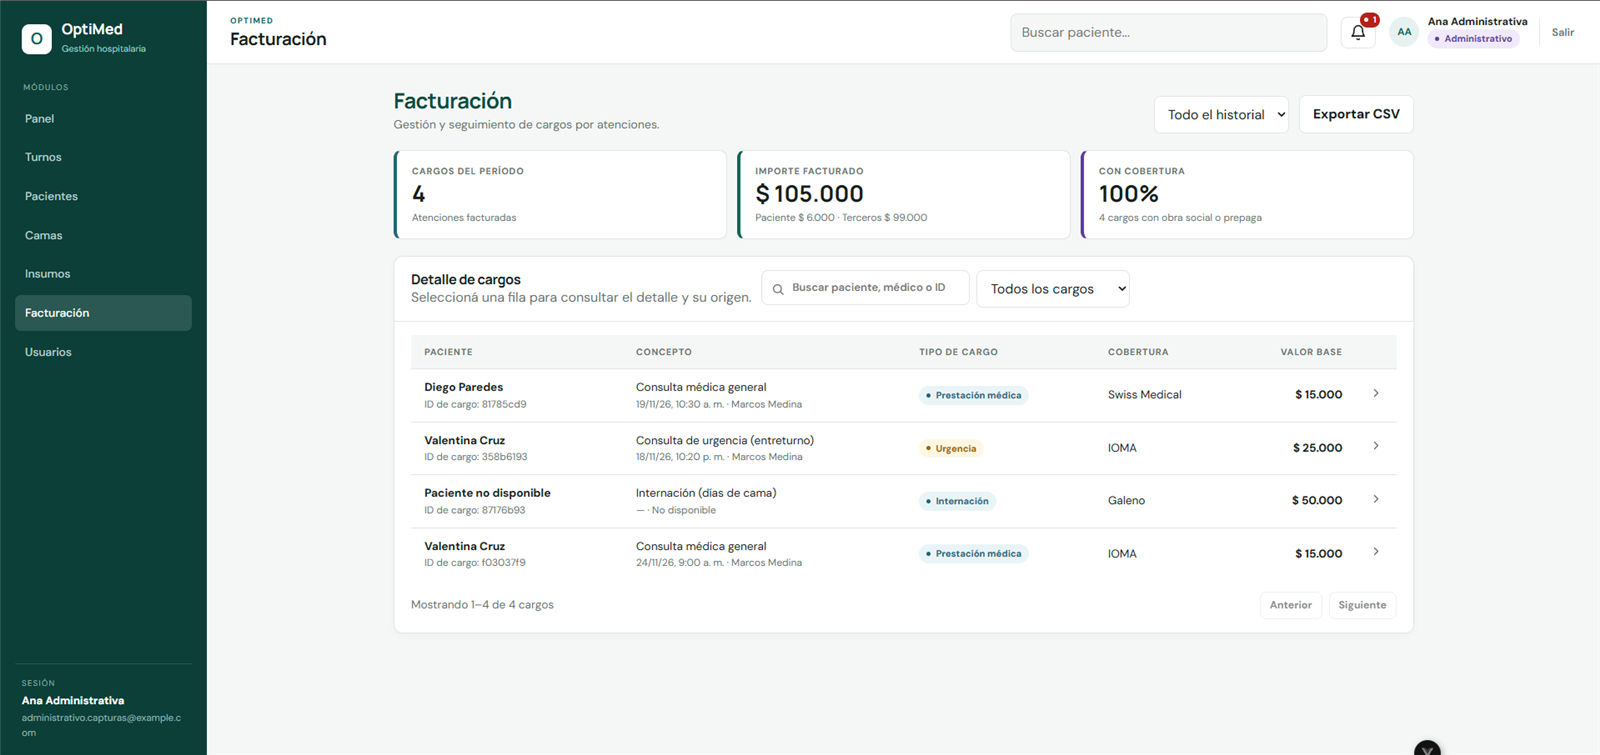 O
OptiMed
Gestión hospitalaria
MÓDULOS
Panel
Turnos
Pacientes
Camas
Insumos
Facturación
Usuarios
SESIÓN
Ana Administrativa
administrativo.capturas@example.c
om
OPTIMED
Facturación
Buscar paciente...
1
AA
Ana Administrativa
Administrativo
Salir
Facturación
Gestión y seguimiento de cargos por atenciones.
Todo el historial
Exportar CSV
CARGOS DEL PERÍODO
4
Atenciones facturadas
IMPORTE FACTURADO
$ 105.000
Paciente $ 6.000 · Terceros $ 99.000
CON COBERTURA
100%
4 cargos con obra social o prepaga
Detalle de cargos
Seleccioná una fila para consultar el detalle y su origen.
Buscar paciente, médico o ID
Todos los cargos
PACIENTE CONCEPTO TIPO DE CARGO COBERTURA VALOR BASE
Diego Paredes Consulta médica general Prestación médica Swiss Medical $ 15.000
ID de cargo: 81785cd9 19/11/26, 10:30 a. m. · Marcos Medina
Valentina Cruz Consulta de urgencia (entreturno) Urgencia IOMA $ 25.000
ID de cargo: 358b6193 18/11/26, 10:20 p. m. · Marcos Medina
Paciente no disponible Internación (días de cama) Internación Galeno $ 50.000
ID de cargo: 87176b93 — · No disponible
Valentina Cruz Consulta médica general Prestación médica IOMA $ 15.000
ID de cargo: f03037f9 24/11/26, 9:00 a. m. · Marcos Medina
Mostrando 1–4 de 4 cargos
Anterior
Siguiente